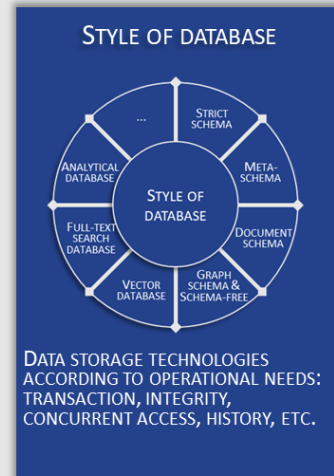 STYLE OF DATABASE
...
STRICT
SCHEMA
META-
SCHEMA
DOCUMENT
SCHEMA
GRAPH
SCHEMA &
SCHEMA-FREE
VECTOR
DATABASE
FULL-TEXT
SEARCH
DATABASE
ANALYTICAL
DATABASE
STYLE OF
DATABASE
DATA STORAGE TECHNOLOGIES
ACCORDING TO OPERATIONAL NEEDS:
TRANSACTION, INTEGRITY,
CONCURRENT ACCESS, HISTORY, ETC.